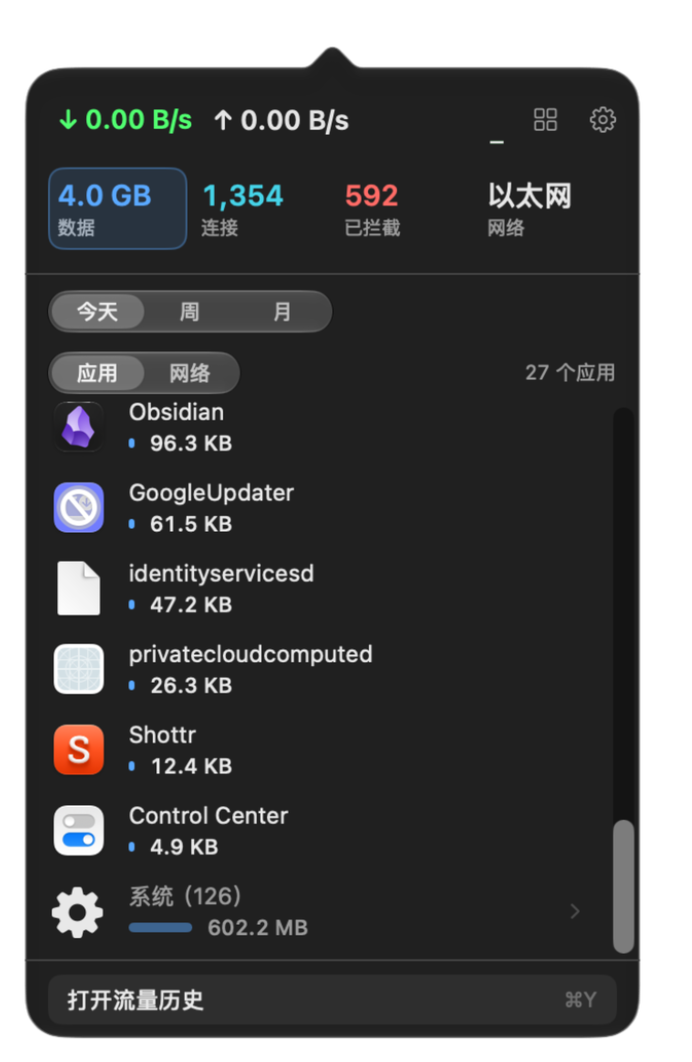 ↓ 0.00 B/s ↑ 0.00 B/s
4.0 GB 1,354 592 以太网
数据 连接 已拦截 网络
今天 周 月
应用 网络 27 个应用
Obsidian
96.3 KB
GoogleUpdater
61.5 KB
identityservicesd
47.2 KB
privatecloudcomputed
26.3 KB
S
Shottr
12.4 KB
Control Center
4.9 KB
系统 (126)
602.2 MB
打开流量历史 ⌘Y